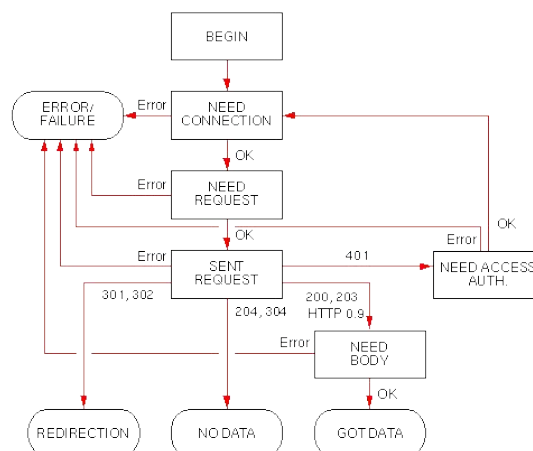 BEGIN
ERROR/
FAILURE
Error
NEED
CONNECTION
OK
Error
NEED
REQUEST
OK
Error
OK
Error
SENT
REQUEST
401
NEED ACCESS
AUTH.
301, 302
204, 304
200, 203
HTTP 0.9
Error
NEED
BODY
OK
REDIRECTION
NO DATA
GOT DATA